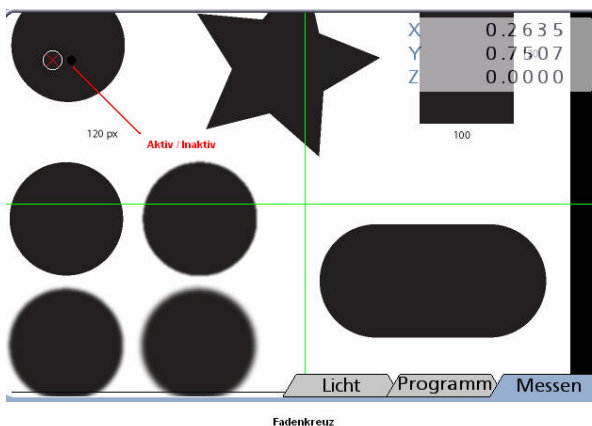 X 0.2635
Y 0.7507
Z 0.0000
120 px
100
Aktiv / Inaktiv
Licht Programm Messen
Fadenkreuz